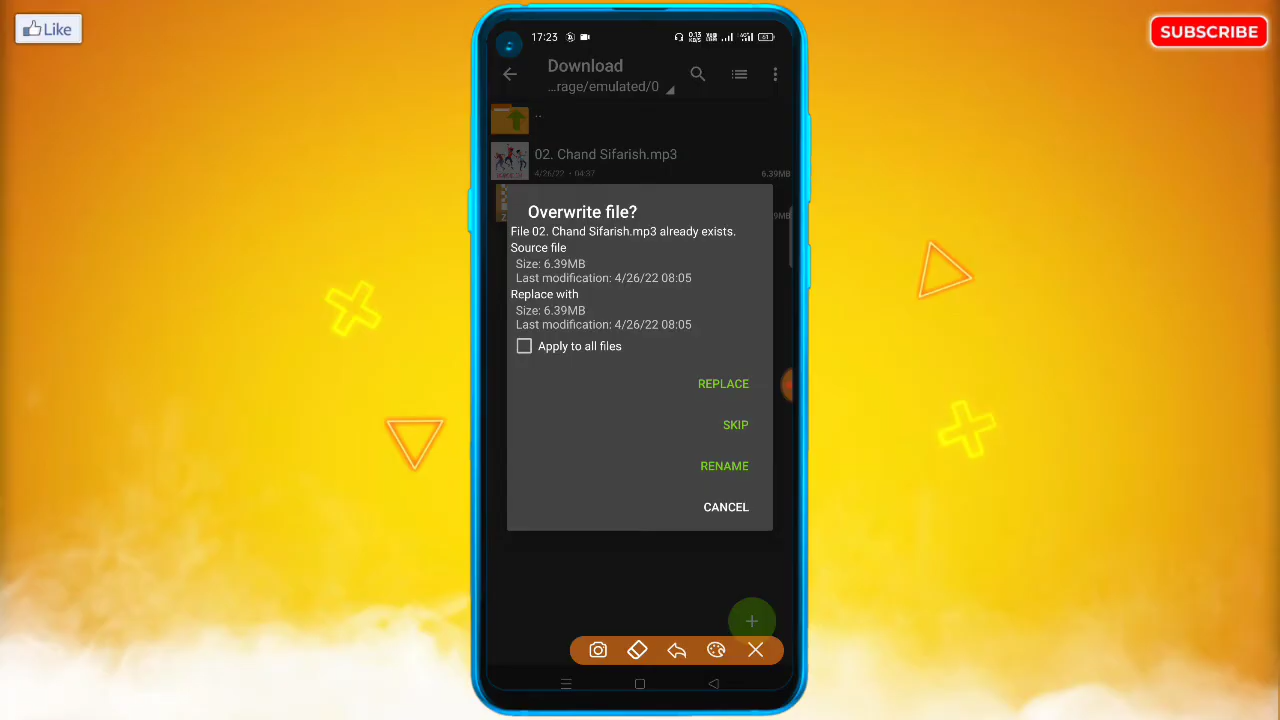 Like
SUBSCRIBE
17:23
Download
...rage/emulated/0
..
02. Chand Sifarish.mp3
4/26/22 • 04:37
6.39MB
Overwrite file?
File 02. Chand Sifarish.mp3 already exists.
Source file
Size: 6.39MB
Last modification: 4/26/22 08:05
Replace with
Size: 6.39MB
Last modification: 4/26/22 08:05
Apply to all files
REPLACE
SKIP
RENAME
CANCEL